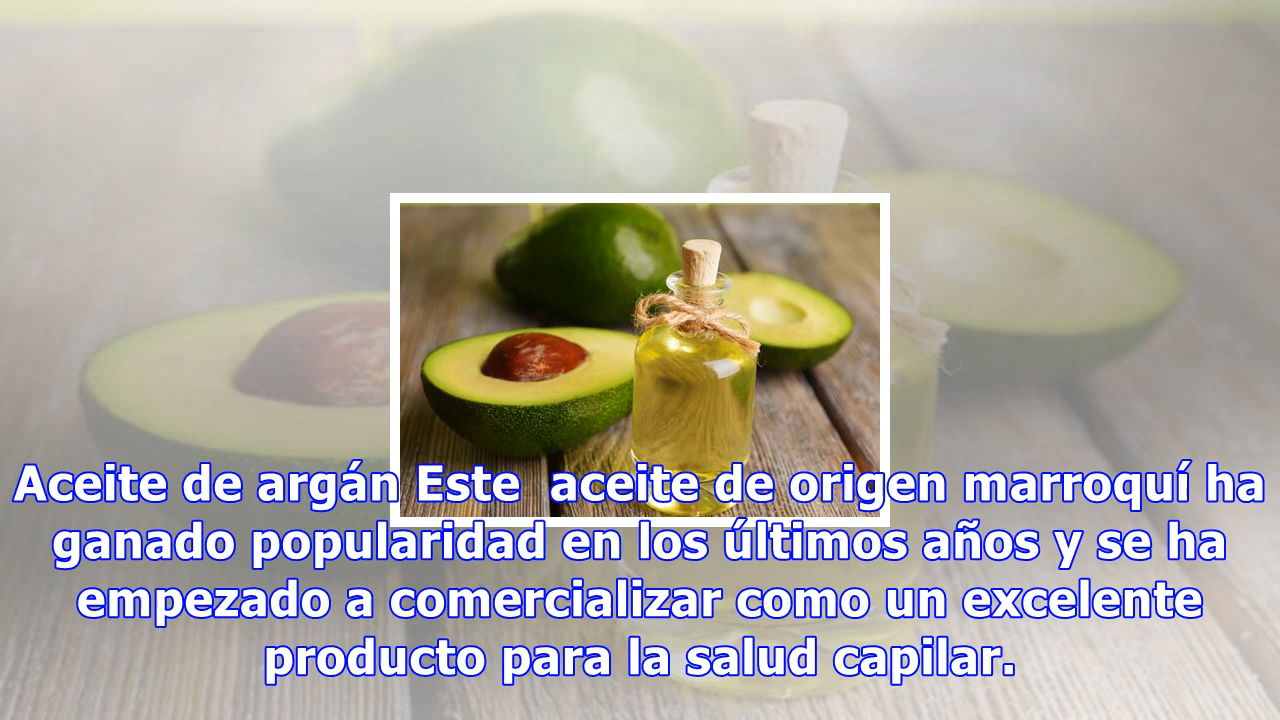 Aceite de argán Este  aceite de origen marroquí ha
ganado popularidad en los últimos años y se ha
empezado a comercializar como un excelente
producto para la salud capilar.